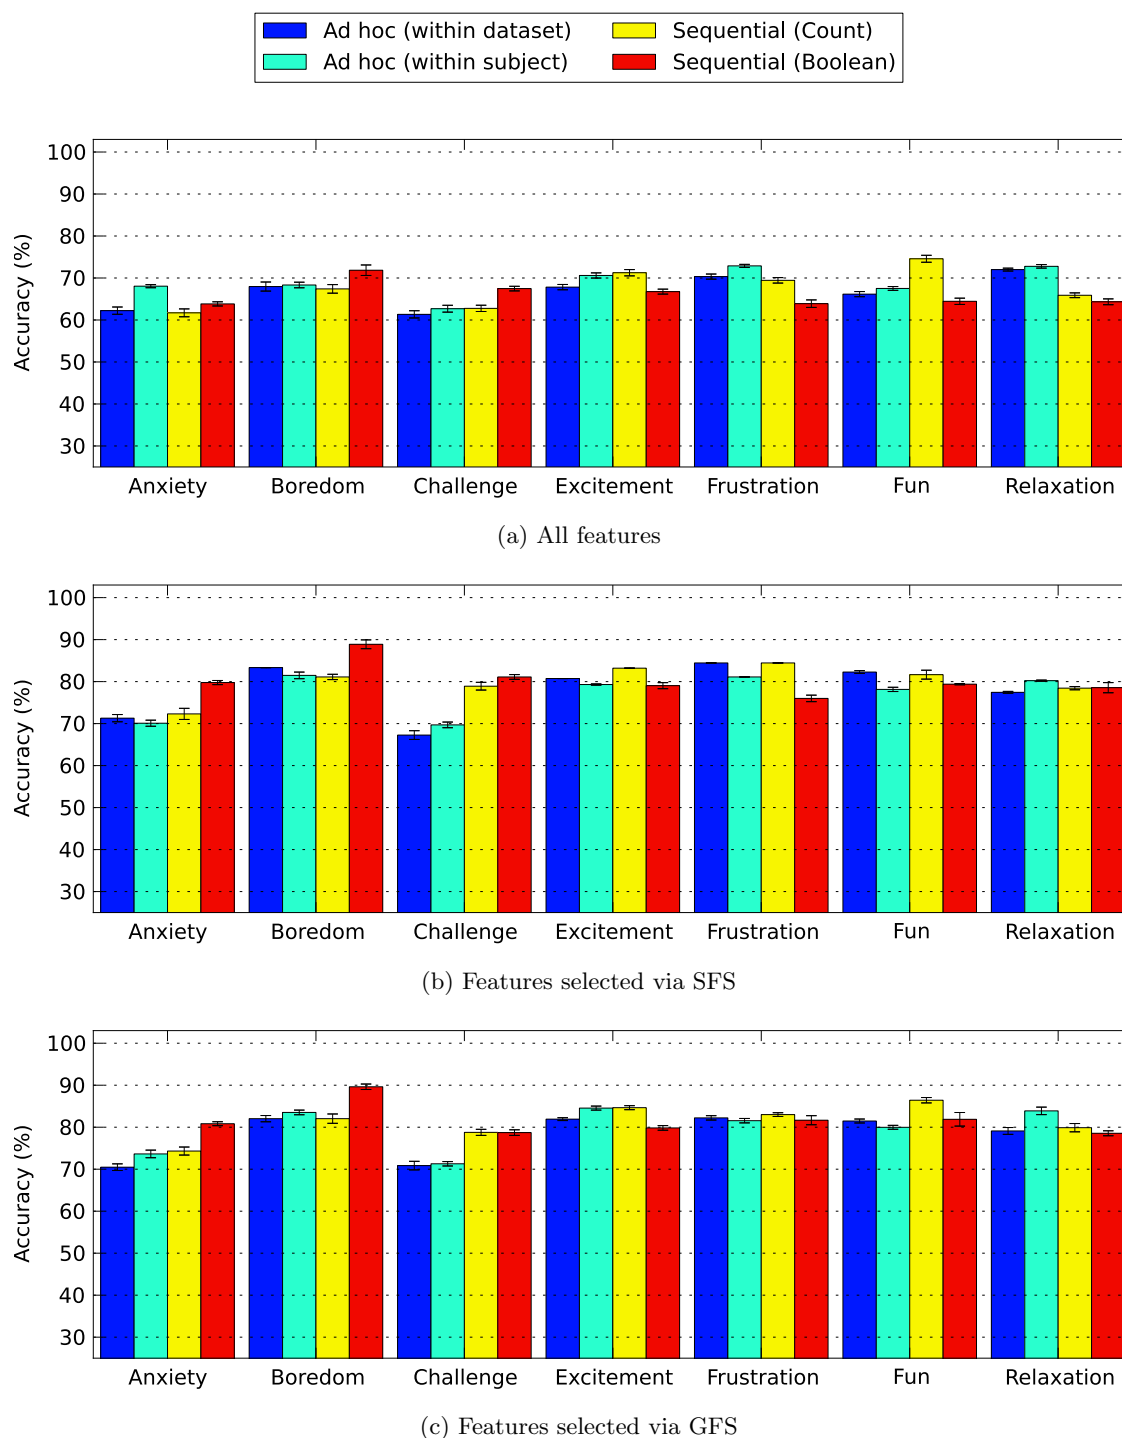 Ad hoc (within dataset) Sequential (Count)
Ad hoc (within subject) Sequential (Boolean)
100
90
80
70
60
50
40
30
Accuracy (%)
Anxiety Boredom Challenge Excitement Frustration Fun Relaxation
(a) All features
100
90
80
70
60
50
40
30
Accuracy (%)
Anxiety Boredom Challenge Excitement Frustration Fun Relaxation
(b) Features selected via SFS
100
90
80
70
60
50
40
30
Accuracy (%)
Anxiety Boredom Challenge Excitement Frustration Fun Relaxation
(c) Features selected via GFS